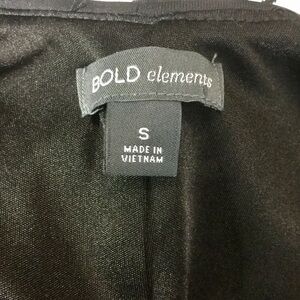 BOLD elements
S
MADE IN
VIETNAM